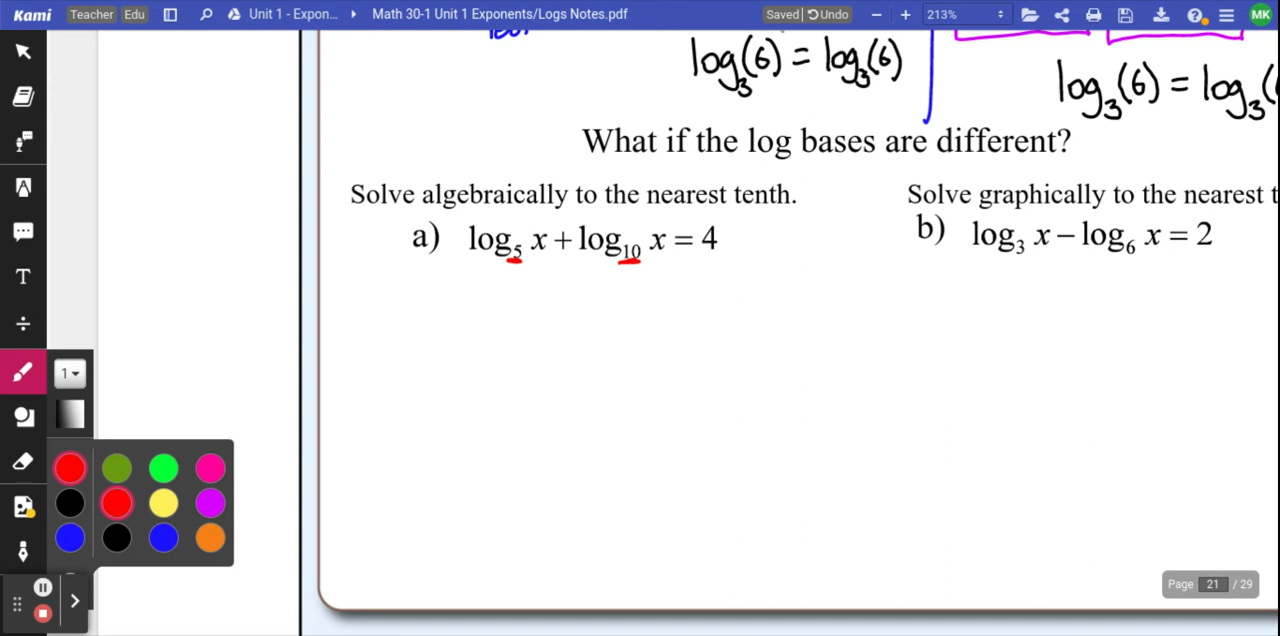 Kami Teacher Edu Unit 1 - Expon... Math 30-1 Unit 1 Exponents/Logs Notes.pdf Saved Undo 213% MK
log₃(6) = log₃(6)
log₃(6) = log₃(
What if the log bases are different?
Solve algebraically to the nearest tenth.
a) log₅ x + log₁₀ x = 4
Solve graphically to the nearest t
b) log₃ x − log₆ x = 2
T
1
Page 21 / 29